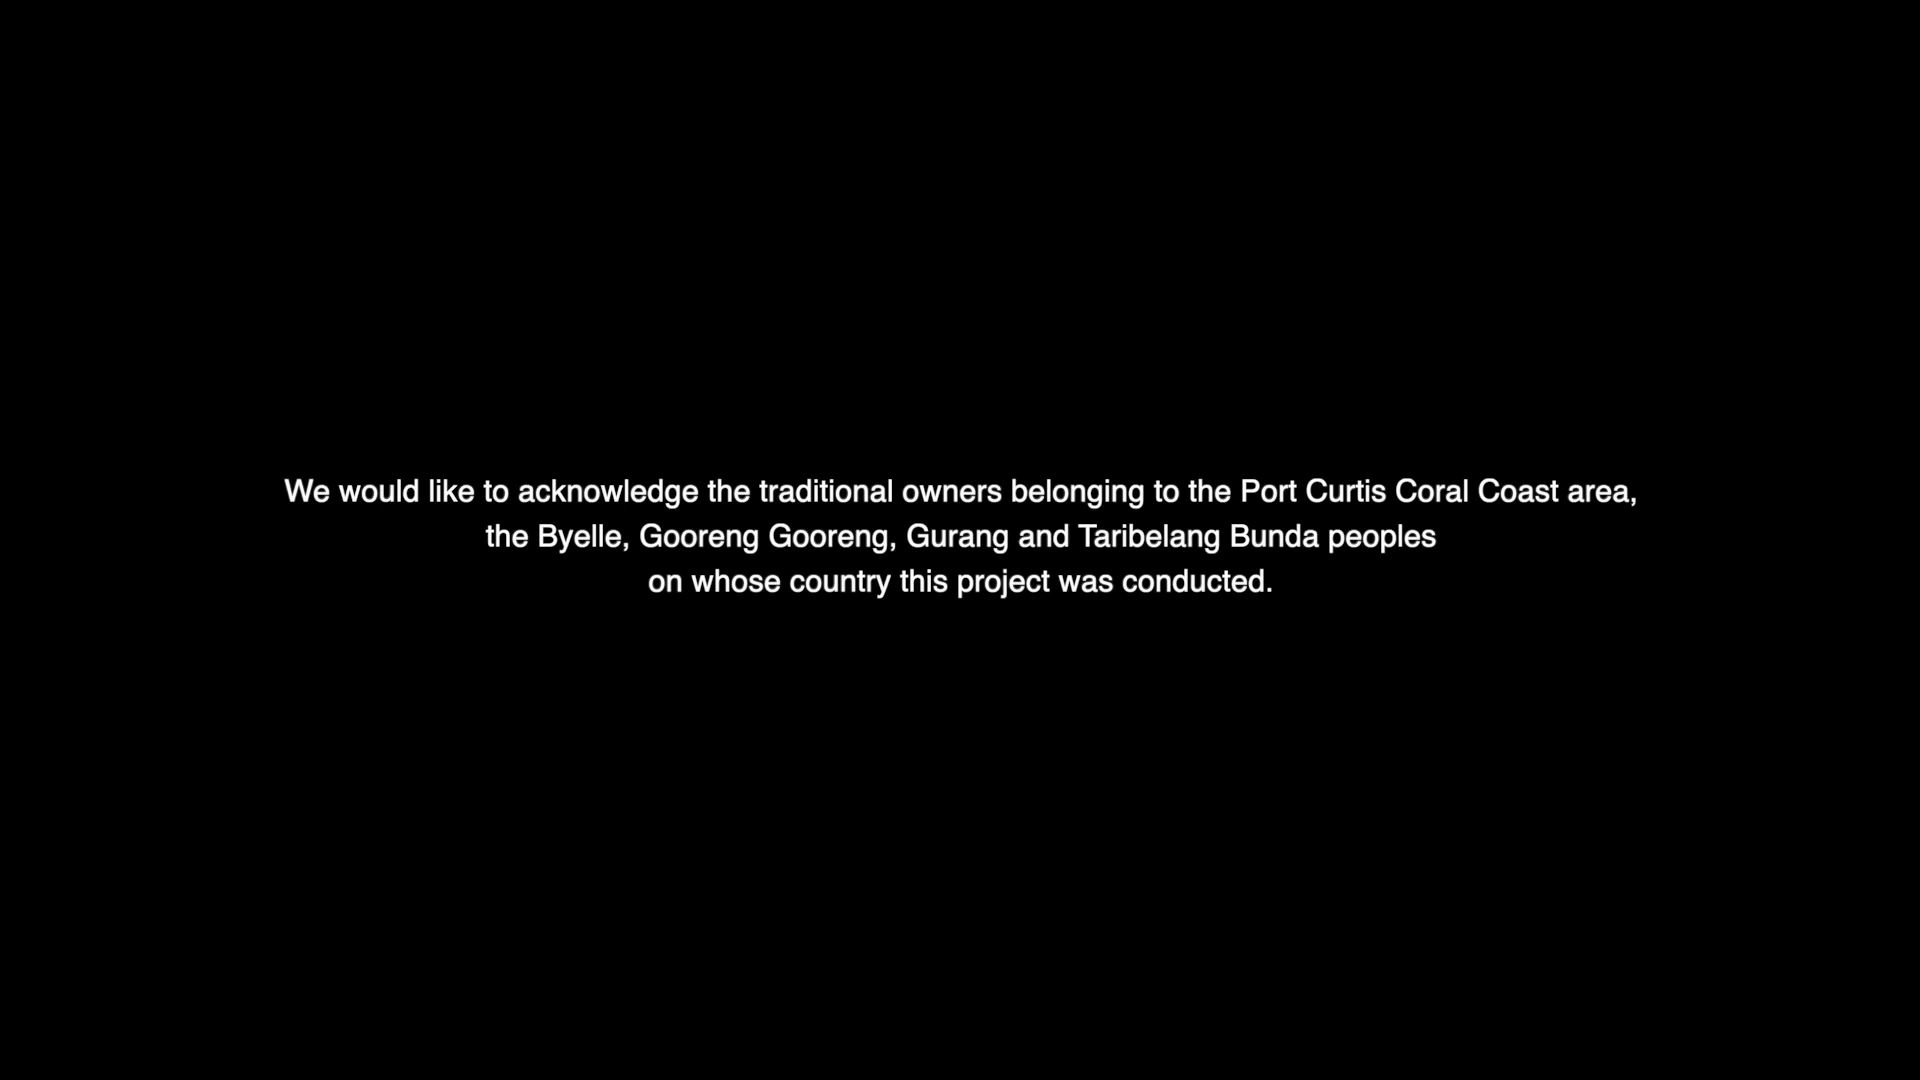 We would like to acknowledge the traditional owners belonging to the Port Curtis Coral Coast area,
the Byelle, Gooreng Gooreng, Gurang and Taribelang Bunda peoples
on whose country this project was conducted.